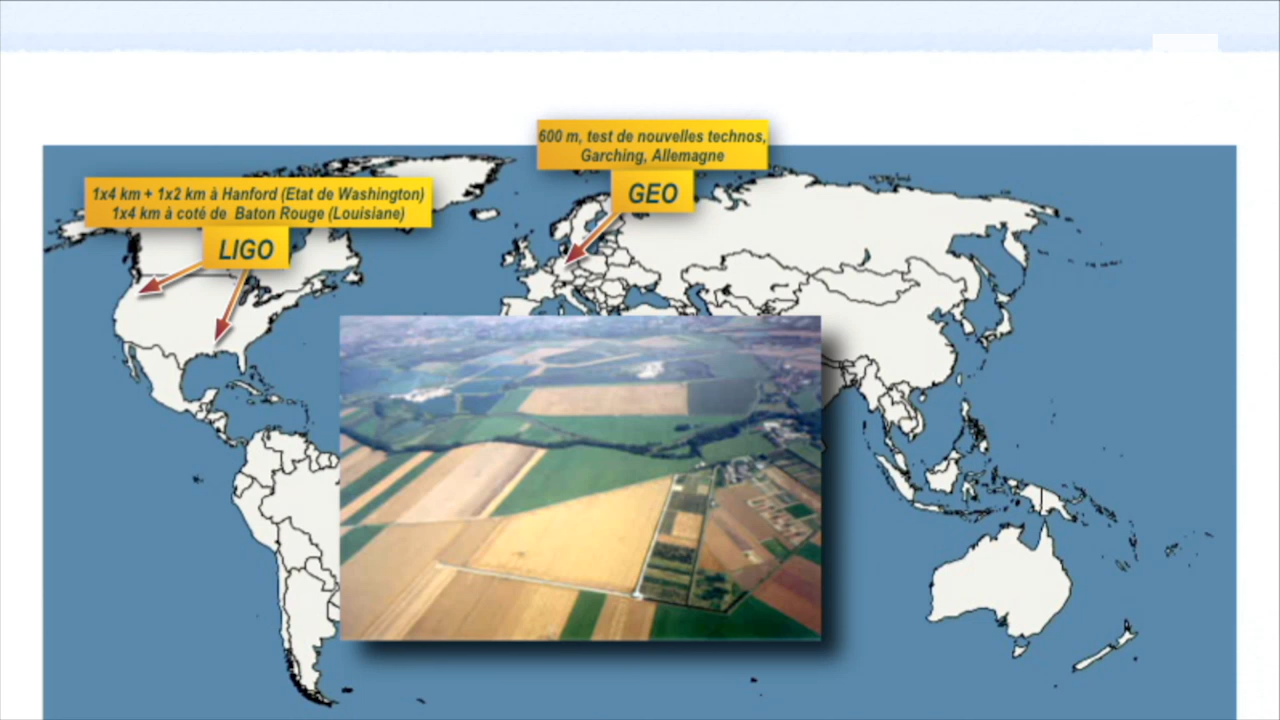 600 m, test de nouvelles technos,
Garching, Allemagne
GEO
1x4 km + 1x2 km à Hanford (Etat de Washington)
1x4 km à coté de Baton Rouge (Louisiane)
LIGO